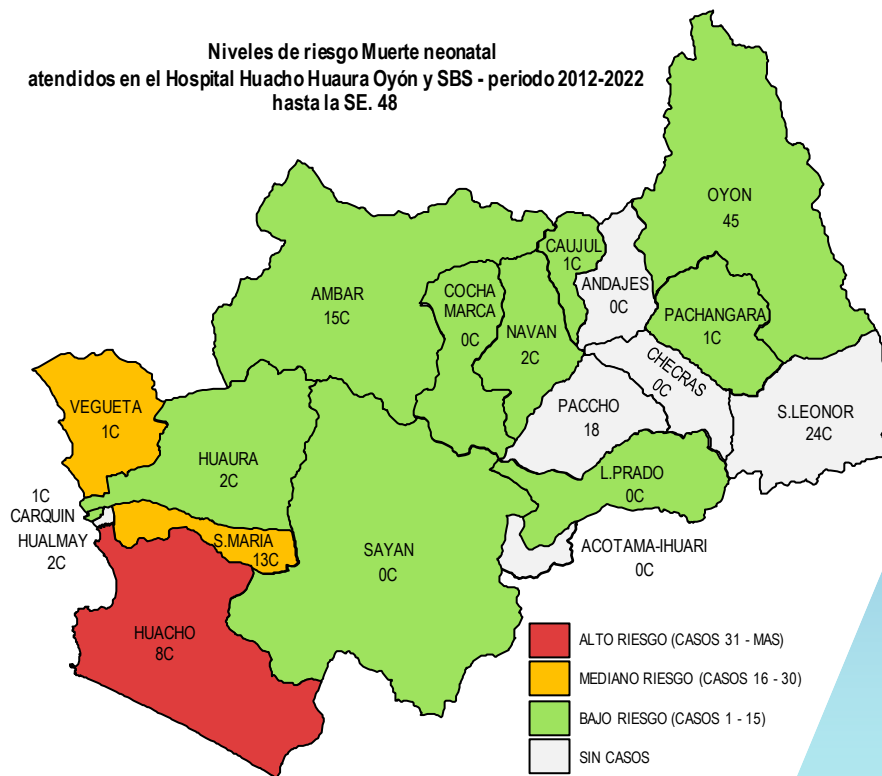 Niveles de riesgo Muerte neonatal
atendidos en el Hospital Huacho Huaura Oyón y SBS - periodo 2012-2022
hasta la SE. 48
OYON
45
CAUJUL
1C
ANDAJES
0C
AMBAR
15C
COCHA
MARCA
0C
NAVAN
2C
PACHANGARA
1C
CHECRAS
0C
VEGUETA
1C
PACCHO
18
S.LEONOR
24C
HUAURA
2C
L.PRADO
0C
1C
CARQUIN
HUALMAY
2C
S.MARIA
13C
SAYAN
0C
ACOTAMA-IHUARI
0C
HUACHO
8C
ALTO RIESGO (CASOS 31 - MAS)
MEDIANO RIESGO (CASOS 16 - 30)
BAJO RIESGO (CASOS 1 - 15)
SIN CASOS